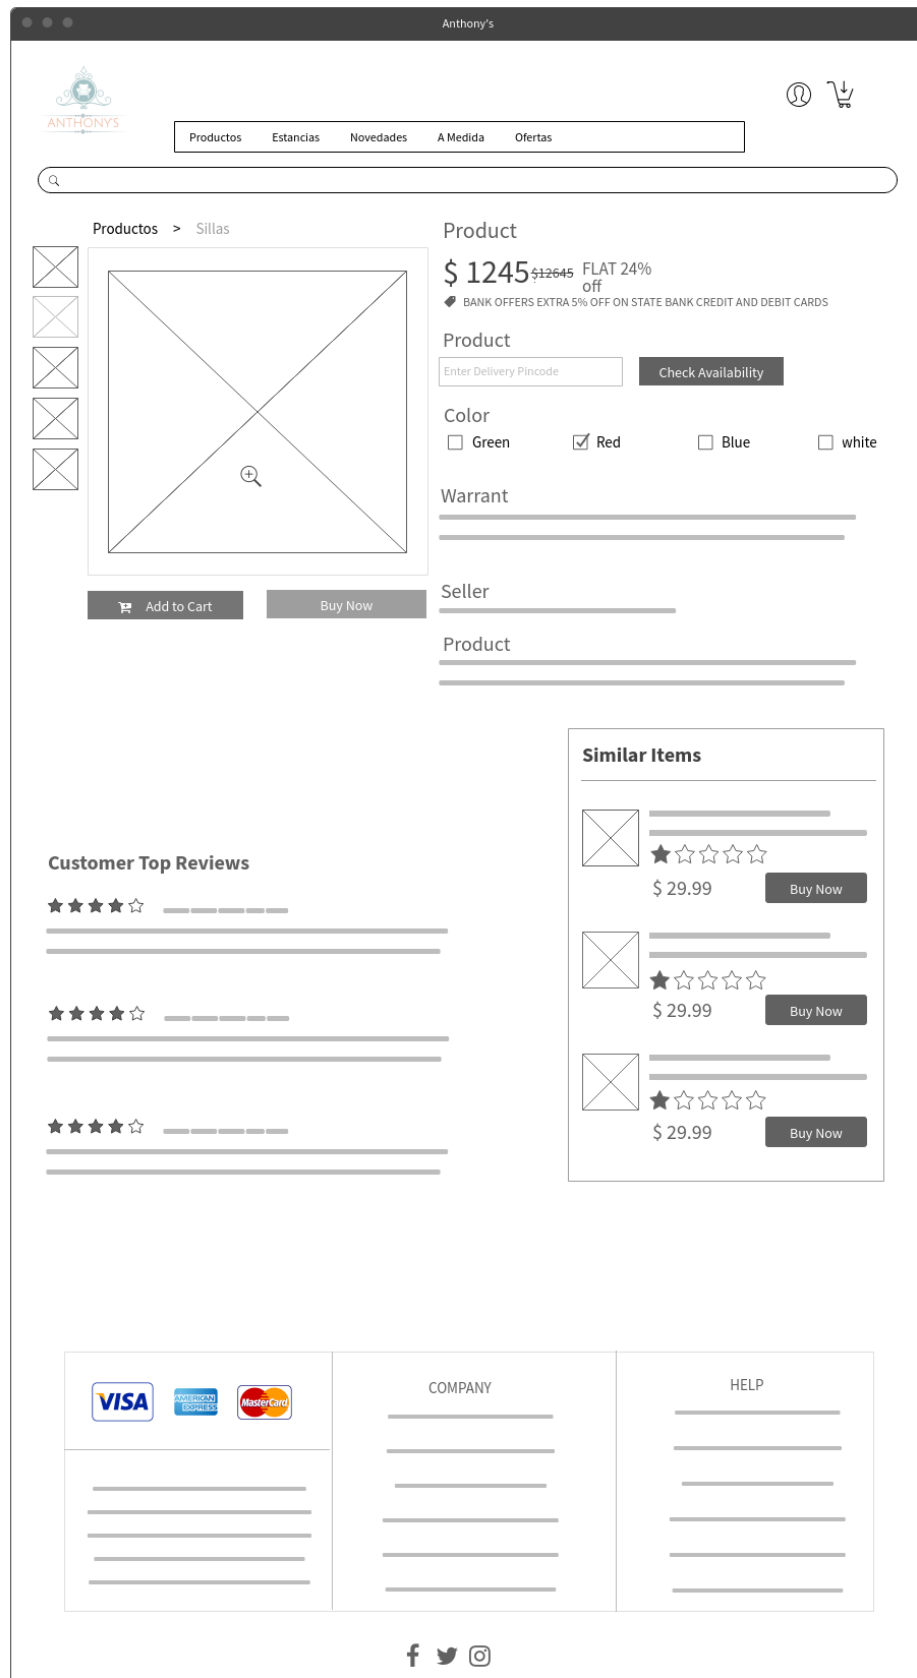 Anthony's
ANTHONY'S
Productos Estancias Novedades A Medida Ofertas
Productos > Sillas
Product
$ 1245 $12645 FLAT 24% off
BANK OFFERS EXTRA 5% OFF ON STATE BANK CREDIT AND DEBIT CARDS
Product
Enter Delivery Pincode Check Availability
Color
Green Red Blue white
Warrant
Seller
Add to Cart Buy Now
Product
Similar Items
$ 29.99 Buy Now
$ 29.99 Buy Now
$ 29.99 Buy Now
Customer Top Reviews
VISA AMERICAN EXPRESS MasterCard
COMPANY
HELP